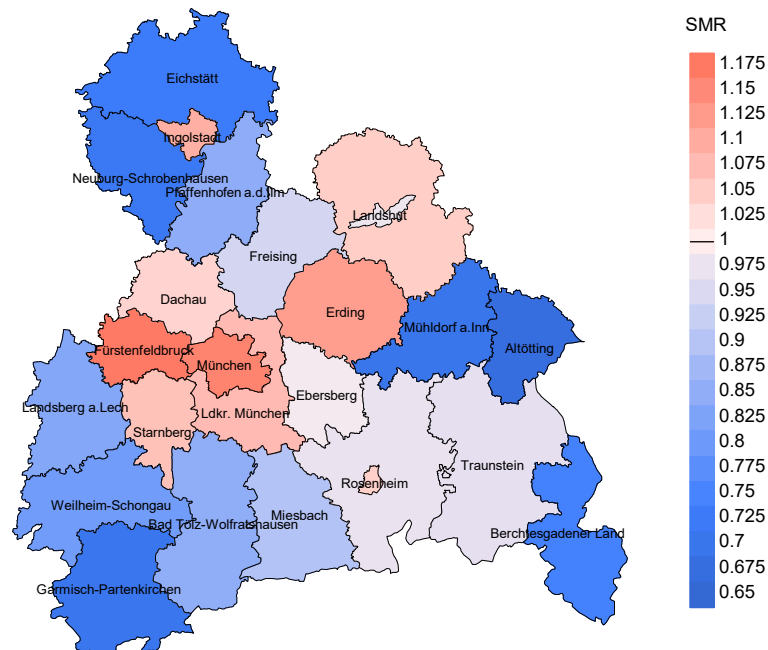 SMR
1.175
1.15
1.125
1.1
1.075
1.05
1.025
1
0.975
0.95
0.925
0.9
0.875
0.85
0.825
0.8
0.775
0.75
0.725
0.7
0.675
0.65
Eichstätt
Ingolstadt
Neuburg-Schrobenhausen
Pfaffenhofen a.d.Ilm
Landshut
Freising
Dachau
Erding
Mühldorf a.Inn
Altötting
Fürstenfeldbruck
München
Ebersberg
Landsberg a.Lech
Ldkr. München
Starnberg
Traunstein
Rosenheim
Weilheim-Schongau
Miesbach
Bad Tölz-Wolfratshausen
Berchtesgadener Land
Garmisch-Partenkirchen